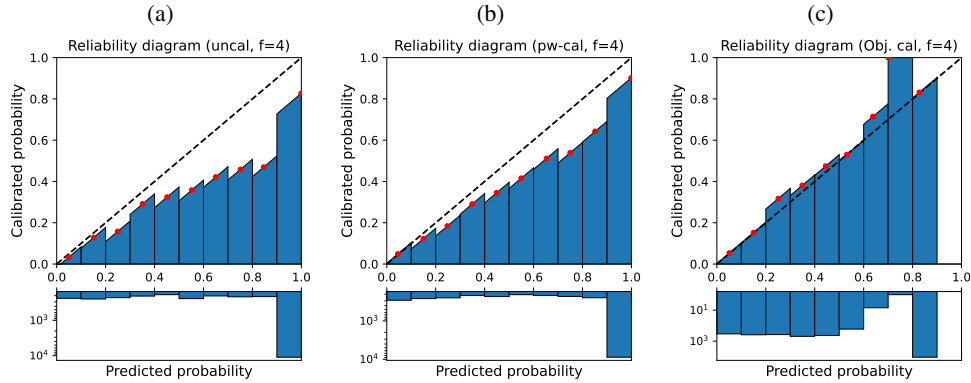 (a)
(b)
(c)
Reliability diagram (uncal, f=4)
Reliability diagram (pw-cal, f=4)
Reliability diagram (Obj. cal, f=4)
Calibrated probability
1.0
0.8
0.6
0.4
0.2
0.0
0.0 0.2 0.4 0.6 0.8 1.0
10³
10⁴
Predicted probability
Calibrated probability
1.0
0.8
0.6
0.4
0.2
0.0
0.0 0.2 0.4 0.6 0.8 1.0
10³
10⁴
Predicted probability
Calibrated probability
1.0
0.8
0.6
0.4
0.2
0.0
0.0 0.2 0.4 0.6 0.8 1.0
10¹
10³
Predicted probability